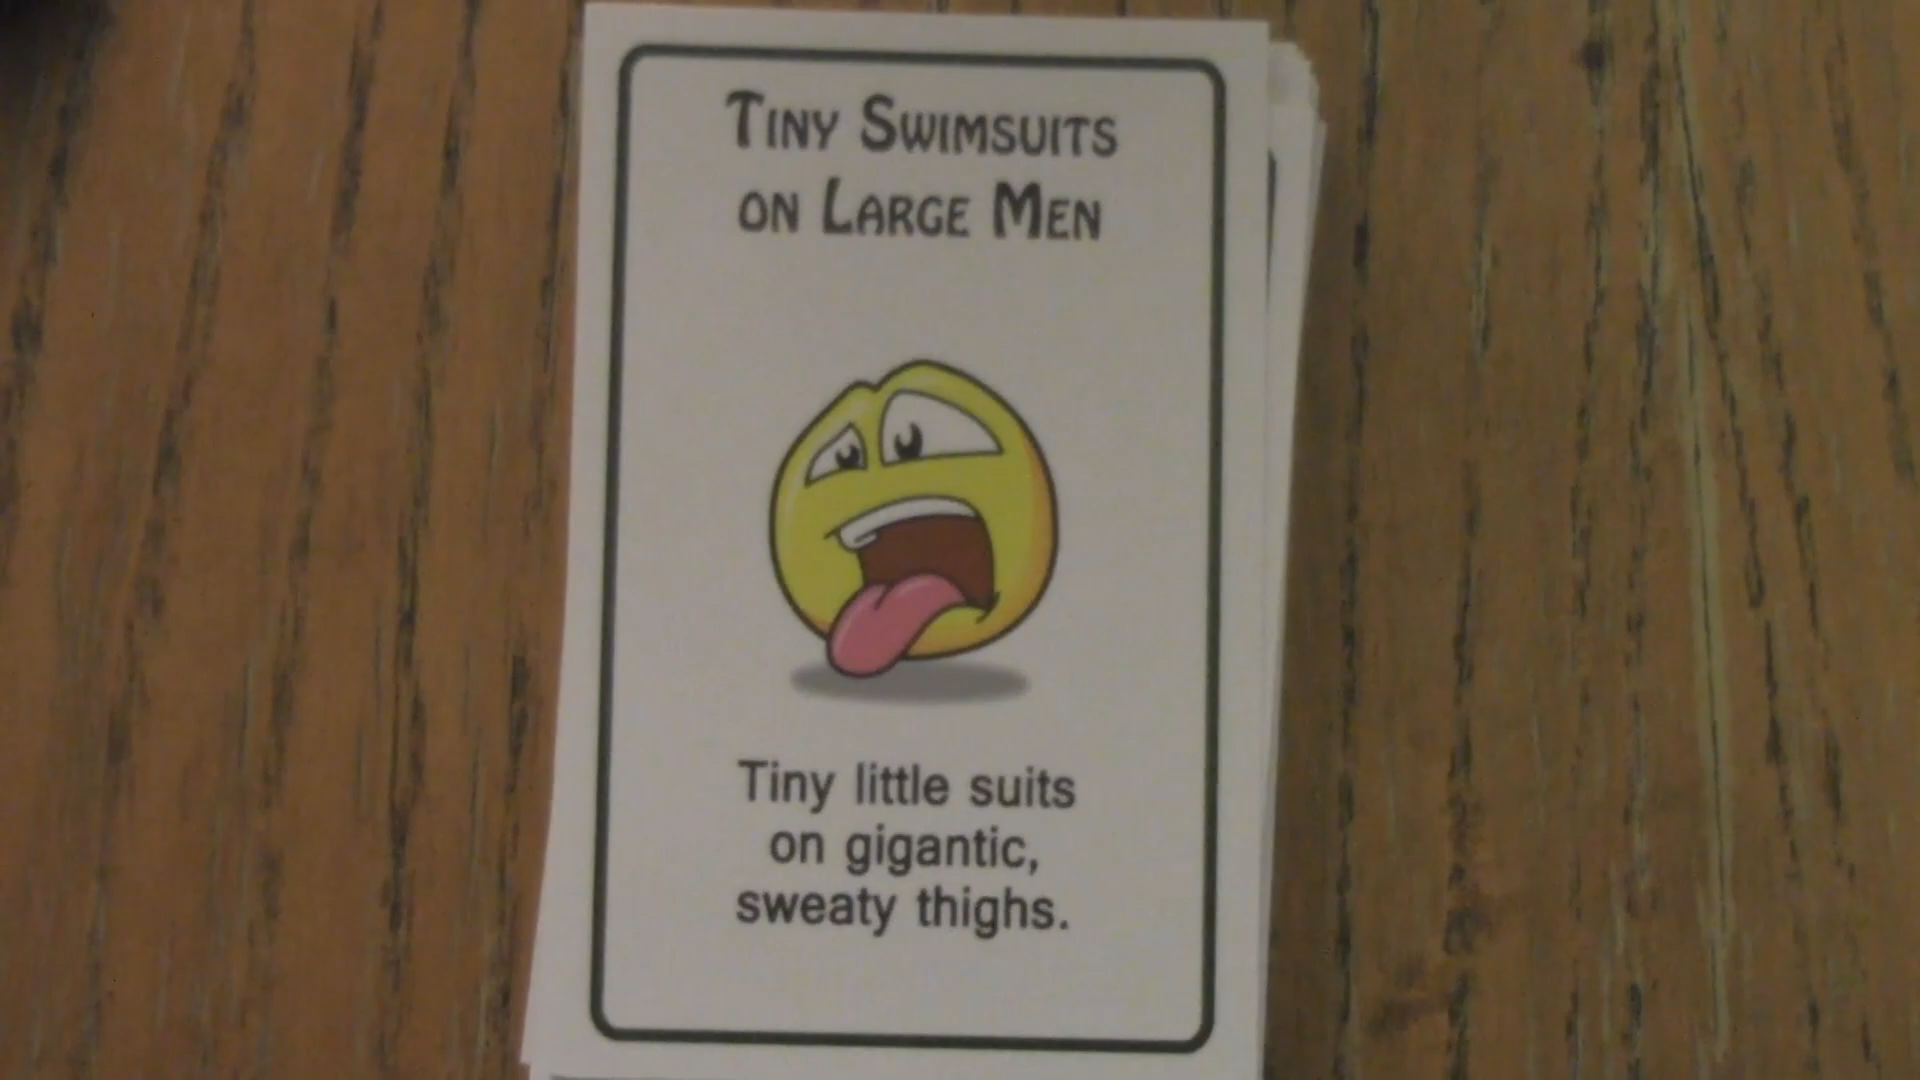 Tiny Swimsuits
on Large Men
Tiny little suits
on gigantic,
sweaty thighs.